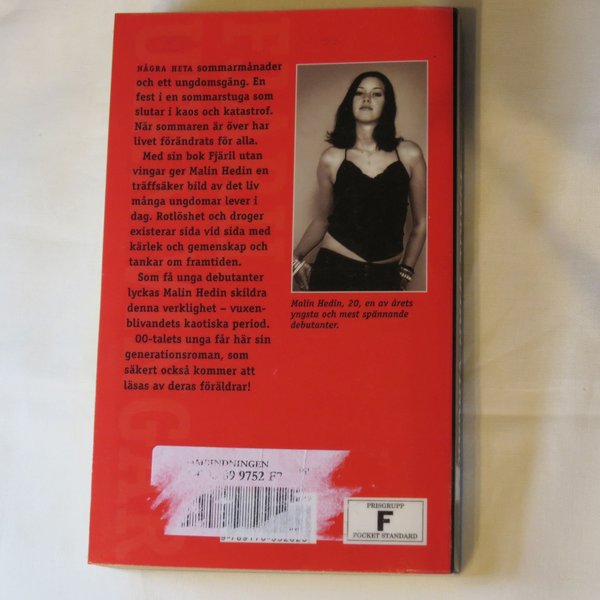 NÅGRA HETA sommarmånader
och ett ungdomsgäng. En
fest i en sommarstuga som
slutar i kaos och katastrof.
När sommaren är över har
livet förändrats för alla.
Med sin bok Fjäril utan
vingar ger Malin Hedin en
träffsäker bild av det liv
många ungdomar lever i
dag. Rotlöshet och droger
existerar sida vid sida med
kärlek och gemenskap och
tankar om framtiden.
Som få unga debutanter
lyckas Malin Hedin skildra
denna verklighet – vuxen-
blivandets kaotiska period.
00-talets unga får här sin
generationsroman, som
säkert också kommer att
läsas av deras föräldrar!
Malin Hedin, 20, en av årets
yngsta och mest spännande
debutanter.
9752
PRISGRUPP
F
POCKET STANDARD